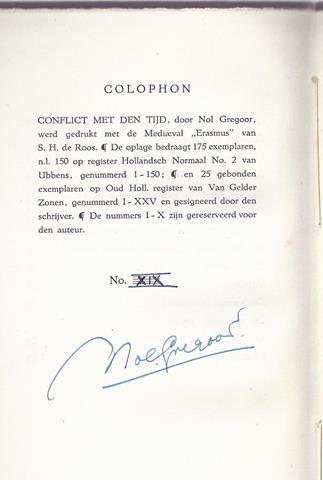 COLOPHON
CONFLICT MET DEN TIJD, door Nol Gregoor,
werd gedrukt met de Mediæval „Erasmus" van
S. H. de Roos. ¶ De oplage bedraagt 175 exemplaren,
n.l. 150 op register Hollandsch Normaal No. 2 van
Ubbens, genummerd 1-150; ¶ en 25 gebonden
exemplaren op Oud Holl. register van Van Gelder
Zonen, genummerd I-XXV en gesigneerd door den
schrijver. ¶ De nummers I-X zijn gereserveerd voor
den auteur.
No. XIX
Nol. Gregoor.